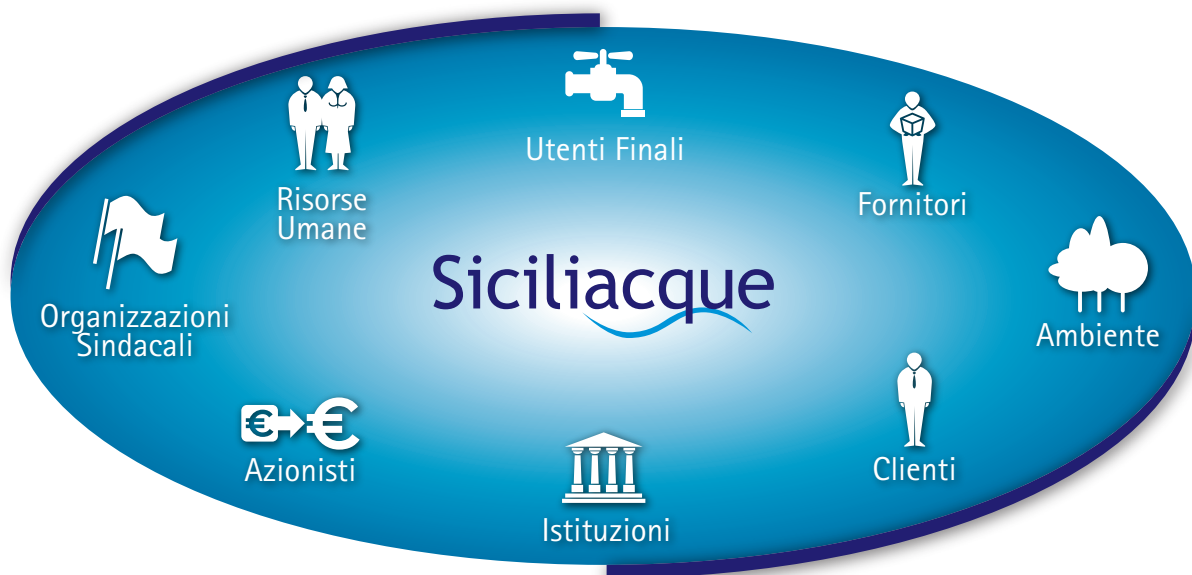 Utenti Finali
Risorse
Umane
Fornitori
Organizzazioni
Sindacali
Siciliacque
Ambiente
€ €
Azionisti
Clienti
Istituzioni